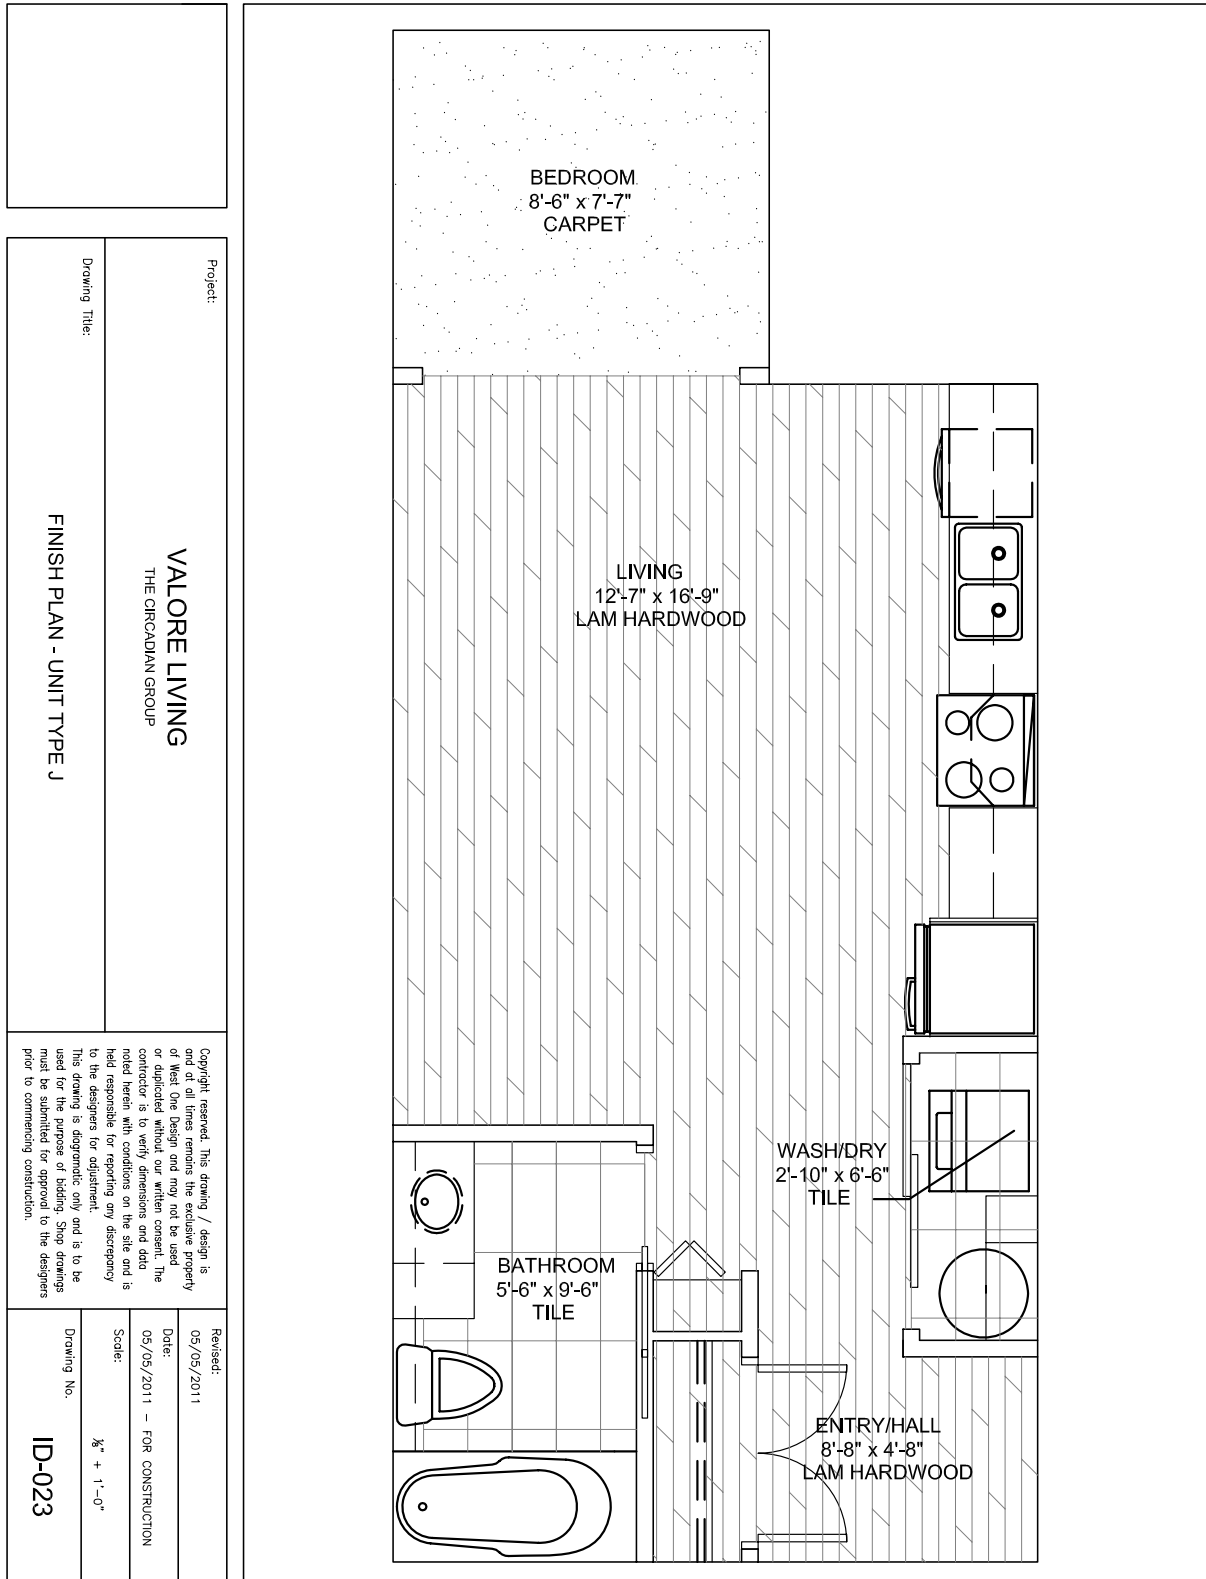 BEDROOM
8'-6" x 7'-7"
CARPET
LIVING
12'-7" x 16'-9"
LAM HARDWOOD
WASH/DRY
2'-10" x 6'-6"
TILE
BATHROOM
5'-6" x 9'-6"
TILE
ENTRY/HALL
8'-8" x 4'-8"
LAM HARDWOOD
Project:
VALORE LIVING
THE CIRCADIAN GROUP
Drawing Title:
FINISH PLAN - UNIT TYPE J
Copyright reserved. This drawing / design is
and at all times remains the exclusive property
of West One Design and may not be used
or duplicated without our written consent. The
contractor is to verify dimensions and data
noted herein with conditions on the site and is
held responsible for reporting any discrepancy
to the designers for adjustment.
This drawing is diagramatic only and is to be
used for the purpose of bidding. Shop drawings
must be submitted for approval to the designers
prior to commencing construction.
Revised:
05/05/2011
Date:
05/05/2011 - FOR CONSTRUCTION
Scale:
⅛" + 1'-0"
Drawing No.
ID-023